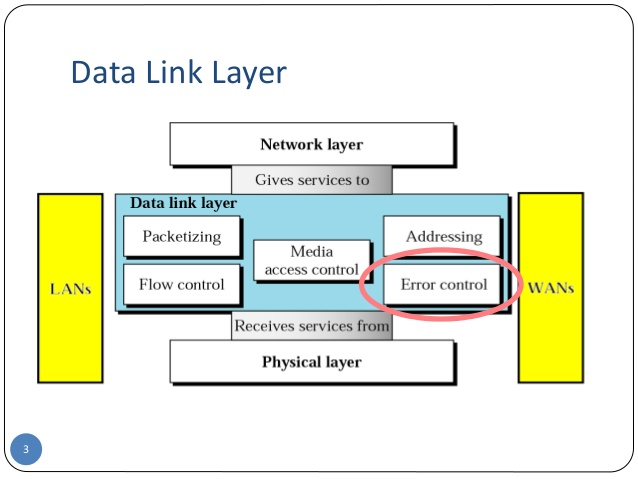 Data Link Layer
Network layer
Gives services to
Data link layer
Packetizing
Addressing
Media
access control
Flow control
Error control
LANs
WANs
Receives services from
Physical layer
3